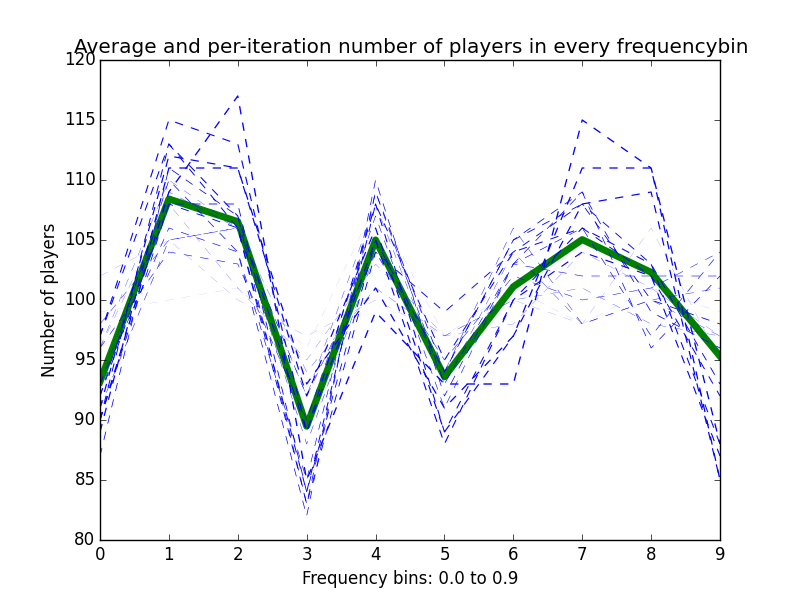 Average and per-iteration number of players in every frequencybin
120
115
110
105
100
95
90
85
80
Number of players
0 1 2 3 4 5 6 7 8 9
Frequency bins: 0.0 to 0.9